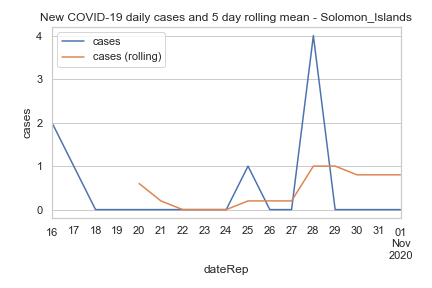 New COVID-19 daily cases and 5 day rolling mean - Solomon_Islands
cases
cases (rolling)
4
3
2
1
0
cases
16 17 18 19 20 21 22 23 24 25 26 27 28 29 30 31 01
Nov
2020
dateRep